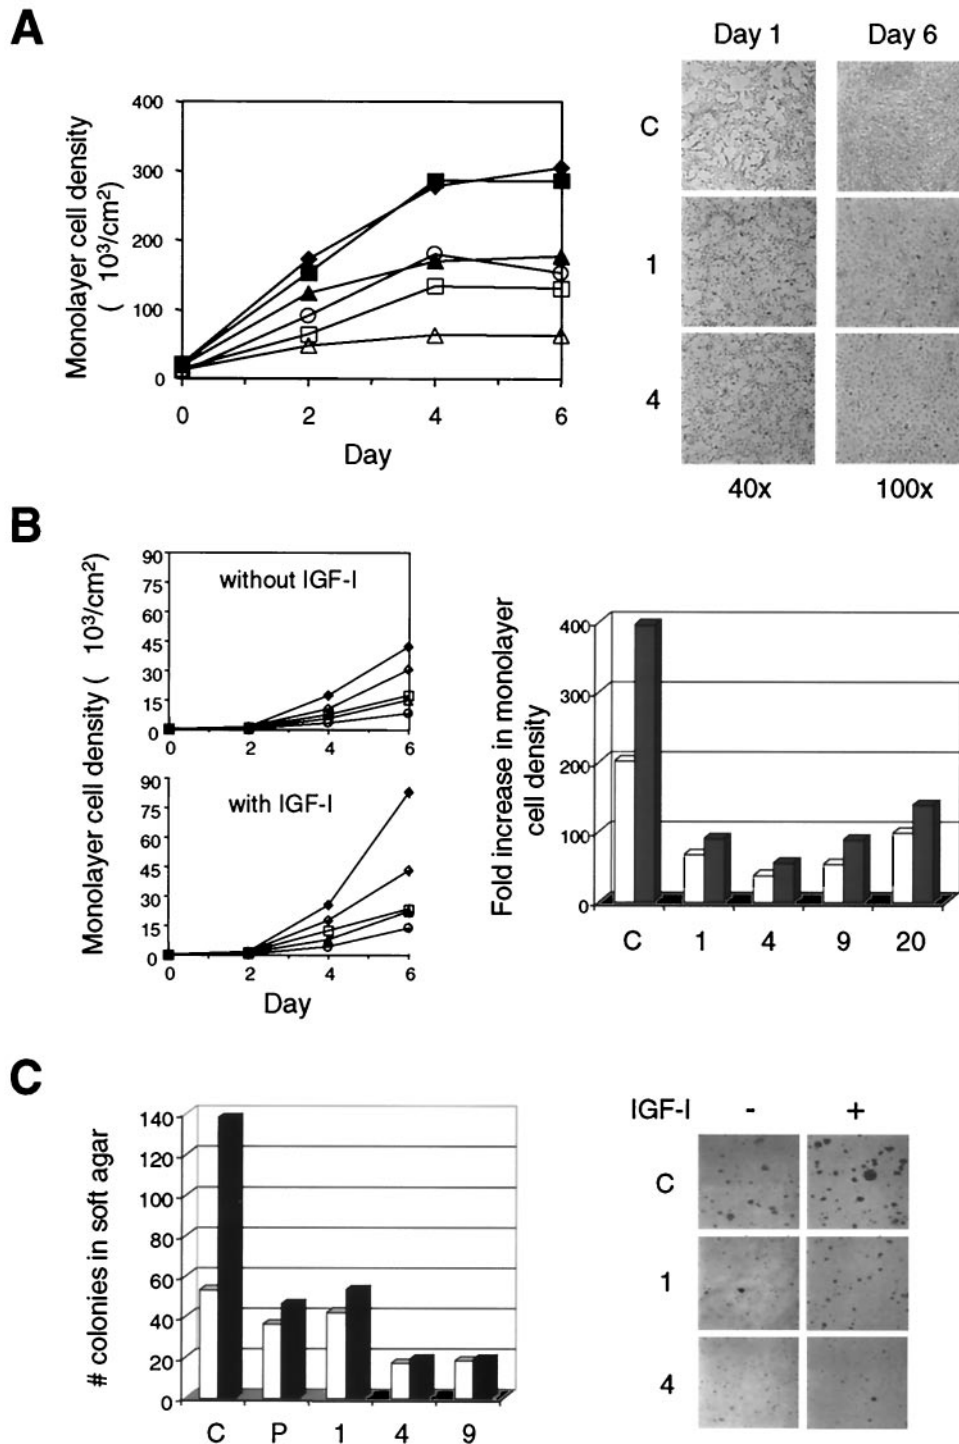 A
Day 1
Day 6
Monolayer cell density
( 10³/cm²)
400
300
200
100
0
0
2
4
6
Day
C
1
4
40x
100x
B
Monolayer cell density ( 10³/cm²)
90
75
60
45
30
15
0
without IGF-I
0
2
4
6
90
75
60
45
30
15
0
with IGF-I
0
2
4
6
Day
Fold increase in monolayer
cell density
400
300
200
100
0
C
1
4
9
20
C
# colonies in soft agar
140
120
100
80
60
40
20
0
C
P
1
4
9
IGF-I - +
C
1
4